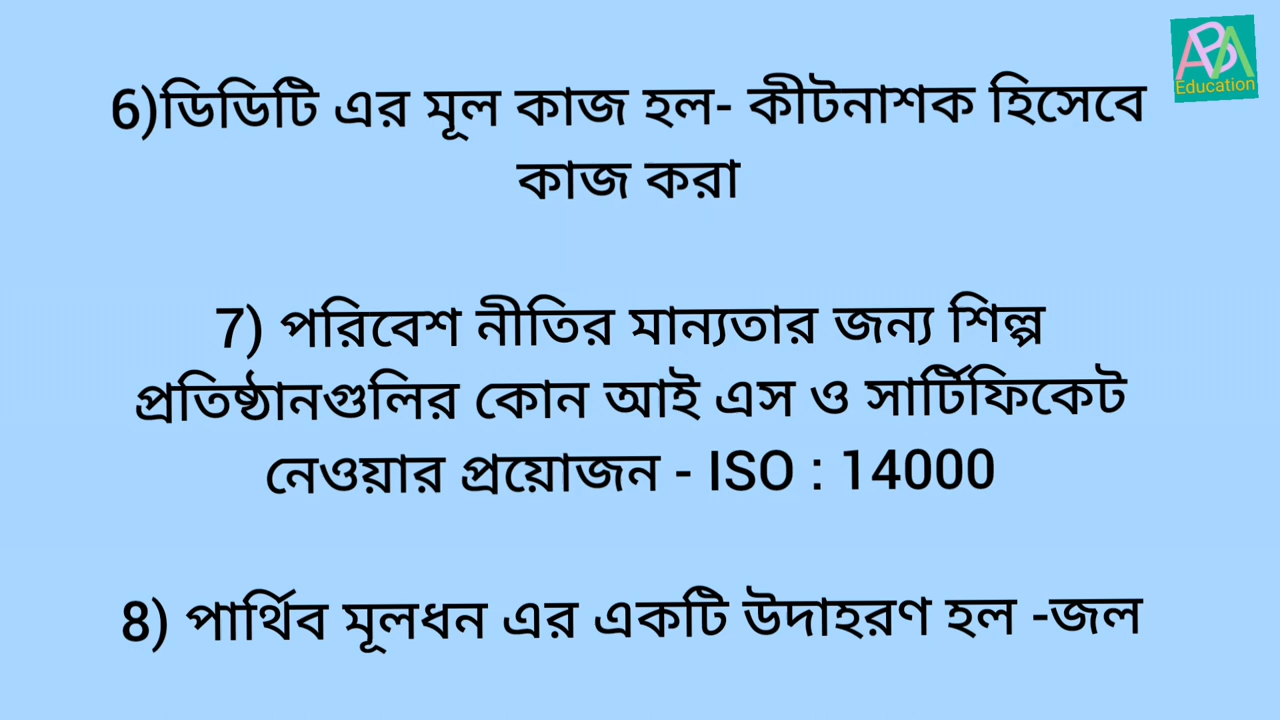 ABA
Education
6)ডিডিটি এর মূল কাজ হল- কীটনাশক হিসেবে
কাজ করা
7) পরিবেশ নীতির মান্যতার জন্য শিল্প
প্রতিষ্ঠানগুলির কোন আই এস ও সার্টিফিকেট
নেওয়ার প্রয়োজন - ISO : 14000
8) পার্থিব মূলধন এর একটি উদাহরণ হল -জল